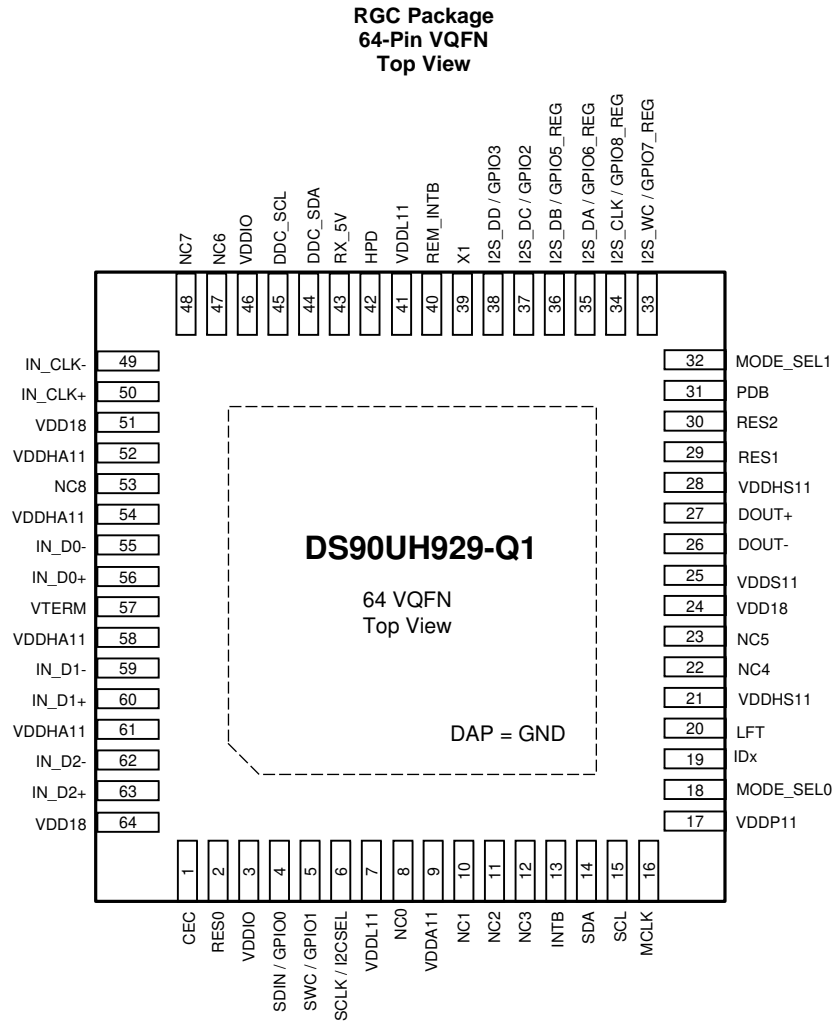 RGC Package
64-Pin VQFN
Top View
NC7
NC6
VDDIO
DDC_SCL
DDC_SDA
RX_5V
HPD
VDDL11
REM_INTB
X1
I2S_DD / GPIO3
I2S_DC / GPIO2
I2S_DB / GPIO5_REG
I2S_DA / GPIO6_REG
I2S_CLK / GPIO8_REG
I2S_WC / GPIO7_REG
48
47
46
45
44
43
42
41
40
39
38
37
36
35
34
33
IN_CLK- 49
IN_CLK+ 50
VDD18 51
VDDHA11 52
NC8 53
VDDHA11 54
IN_D0- 55
IN_D0+ 56
VTERM 57
VDDHA11 58
IN_D1- 59
IN_D1+ 60
VDDHA11 61
IN_D2- 62
IN_D2+ 63
VDD18 64
DS90UH929-Q1
64 VQFN
Top View
DAP = GND
32 MODE_SEL1
31 PDB
30 RES2
29 RES1
28 VDDHS11
27 DOUT+
26 DOUT-
25 VDDS11
24 VDD18
23 NC5
22 NC4
21 VDDHS11
20 LFT
19 IDx
18 MODE_SEL0
17 VDDP11
1
2
3
4
5
6
7
8
9
10
11
12
13
14
15
16
CEC
RES0
VDDIO
SDIN / GPIO0
SWC / GPIO1
SCLK / I2CSEL
VDDL11
NC0
VDDA11
NC1
NC2
NC3
INTB
SDA
SCL
MCLK